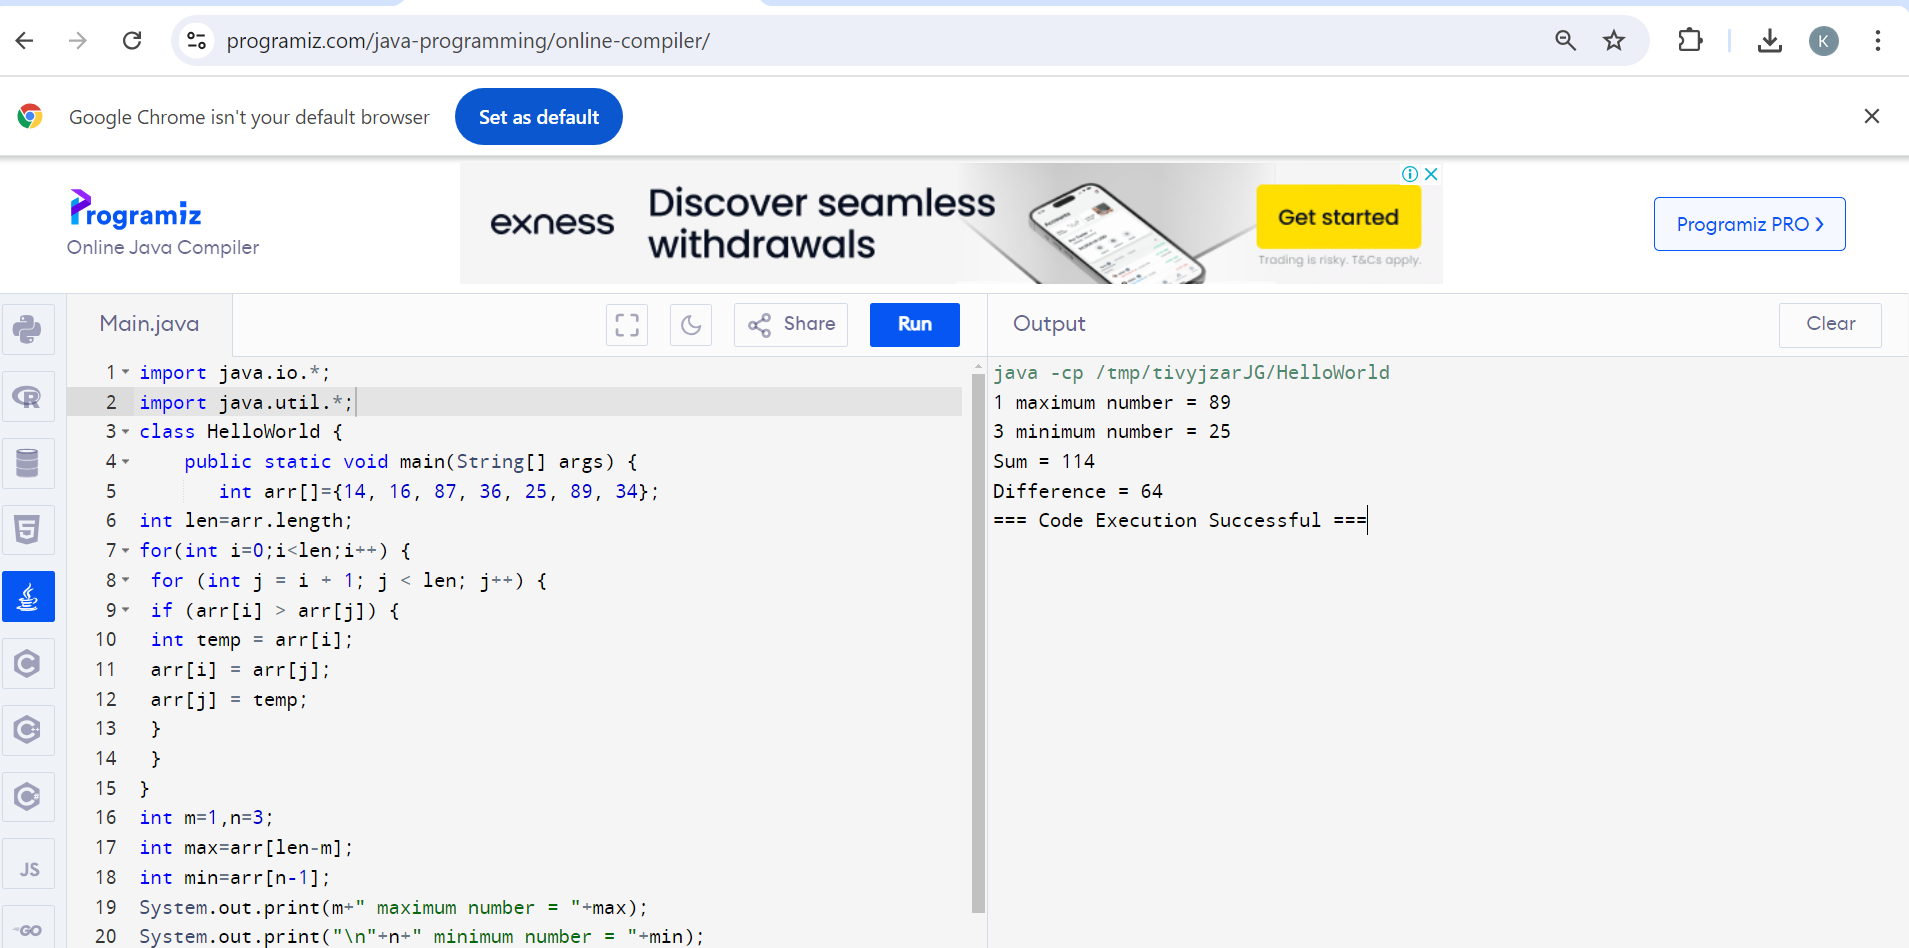 programiz.com/java-programming/online-compiler/
K
Google Chrome isn't your default browser
Set as default
Programiz
Online Java Compiler
exness
Discover seamless
withdrawals
Get started
Trading is risky. T&Cs apply.
Programiz PRO
Main.java
Share
Run
Output
Clear
1 import java.io.*;
2 import java.util.*;
3 class HelloWorld {
4 public static void main(String[] args) {
5 int arr[]={14, 16, 87, 36, 25, 89, 34};
6 int len=arr.length;
7 for(int i=0;i<len;i++) {
8 for (int j = i + 1; j < len; j++) {
9 if (arr[i] > arr[j]) {
10 int temp = arr[i];
11 arr[i] = arr[j];
12 arr[j] = temp;
13 }
14 }
15 }
16 int m=1,n=3;
17 int max=arr[len-m];
18 int min=arr[n-1];
19 System.out.print(m+" maximum number = "+max);
20 System.out.print("\n"+n+" minimum number = "+min);
java -cp /tmp/tivyjzarJG/HelloWorld
1 maximum number = 89
3 minimum number = 25
Sum = 114
Difference = 64
=== Code Execution Successful ===
R
5
C
C++
C#
JS
GO